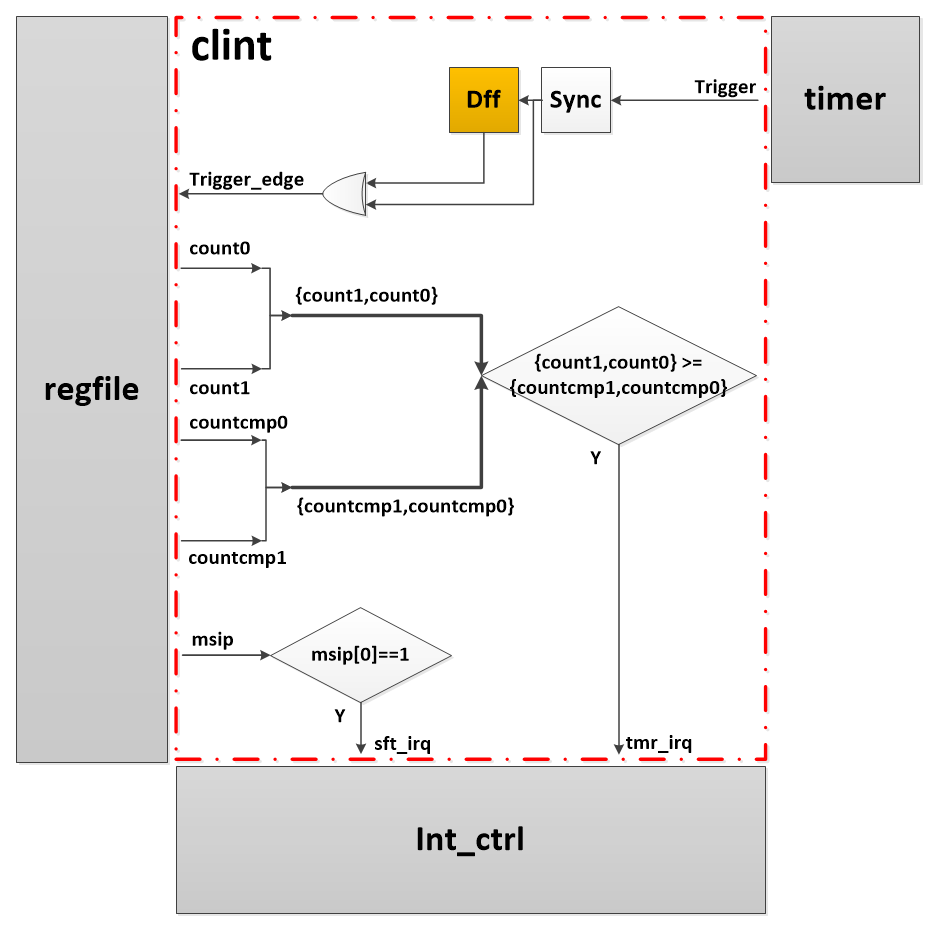 clint
Trigger
timer
Dff
Sync
Trigger_edge
count0
{count1,count0}
count1
{count1,count0} >=
{countcmp1,countcmp0}
regfile
countcmp0
Y
{countcmp1,countcmp0}
countcmp1
msip
msip[0]==1
Y
sft_irq
tmr_irq
Int_ctrl